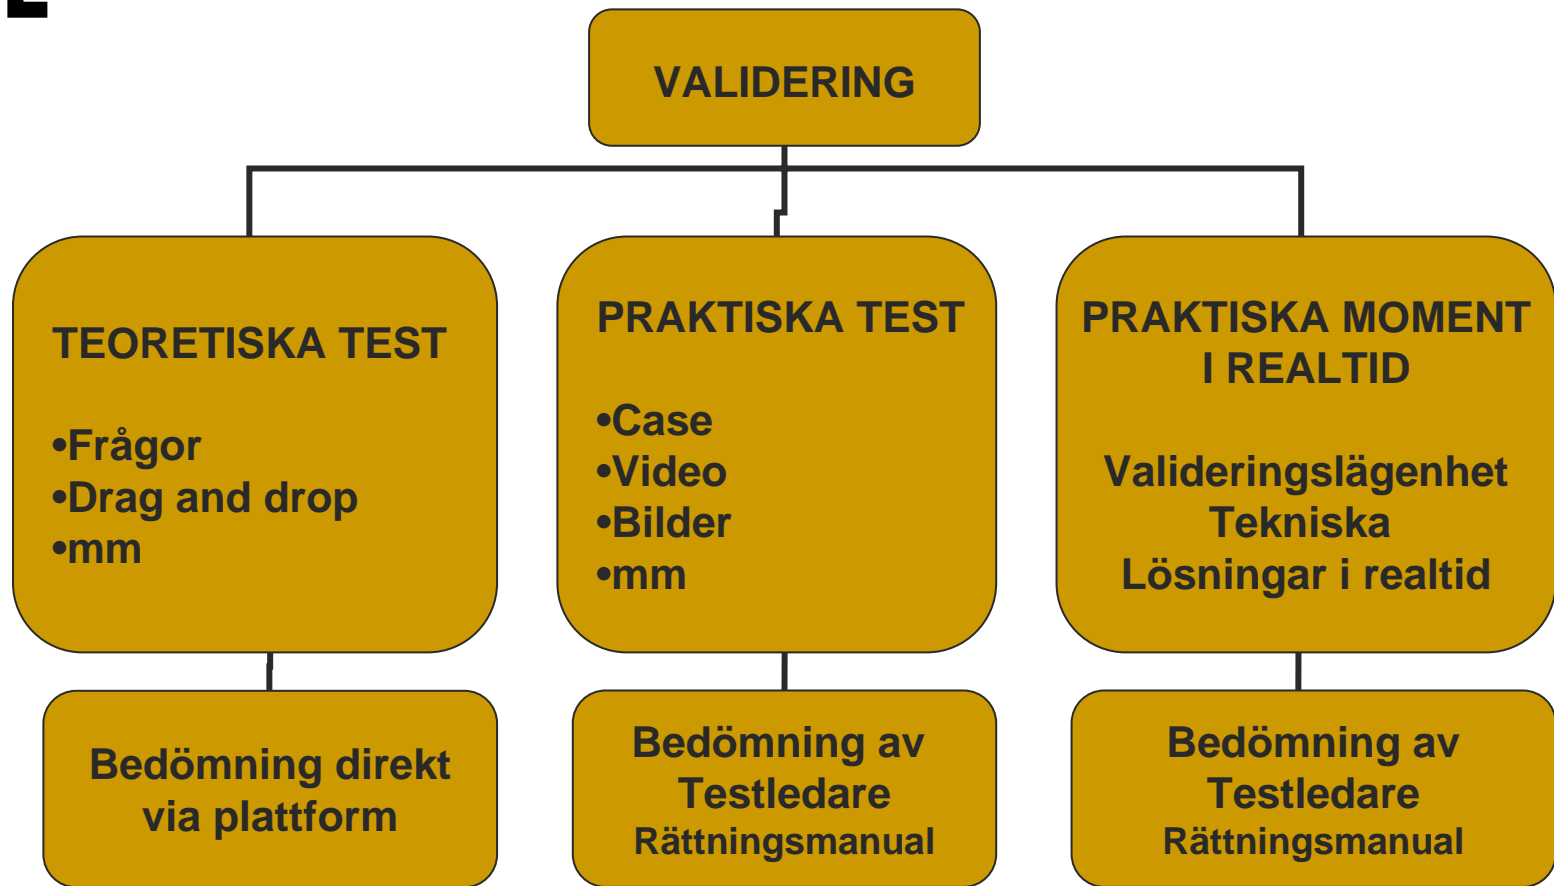 VALIDERING
TEORETISKA TEST
•Frågor
•Drag and drop
•mm
PRAKTISKA TEST
•Case
•Video
•Bilder
•mm
PRAKTISKA MOMENT
I REALTID
Valideringslägenhet
Tekniska
Lösningar i realtid
Bedömning direkt
via plattform
Bedömning av
Testledare
Rättningsmanual
Bedömning av
Testledare
Rättningsmanual